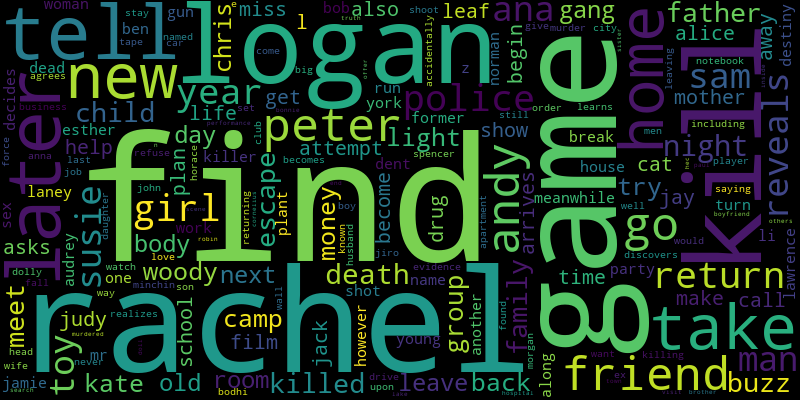 woman miss bob also gun leaf ana gang father
tell logan chris l z norman begin alice away destiny
stay ben shoot accidentally named tape car truth big come offer
dead agrees decides new year police sam mother reveals
child life get run york former light show break night notebook
business esther day help killer peter attempt game home kill
later susie plan escape find andy try jay cat house
force anna last job horace club spencer dent meanwhile
laney john girl money drug become arrives go
sex asks audrey daughter body plant work returning husband known boy
woody death group family time return li lawrence
dolly fall watch one love next shot name party call
meet judy toy school son rachel camp film however jack young
way minchin realizes wall upon another along friend take man
mr never murdered head wife jamie kate old room killed leave back buzz
search bodhi drive hospital found morgan want killing ex brother
robin refuse cornelius set becomes still jiro evidence apartment
give murder city order learns leaving men including player saying
turn boyfriend well would discovers others make sister
performance